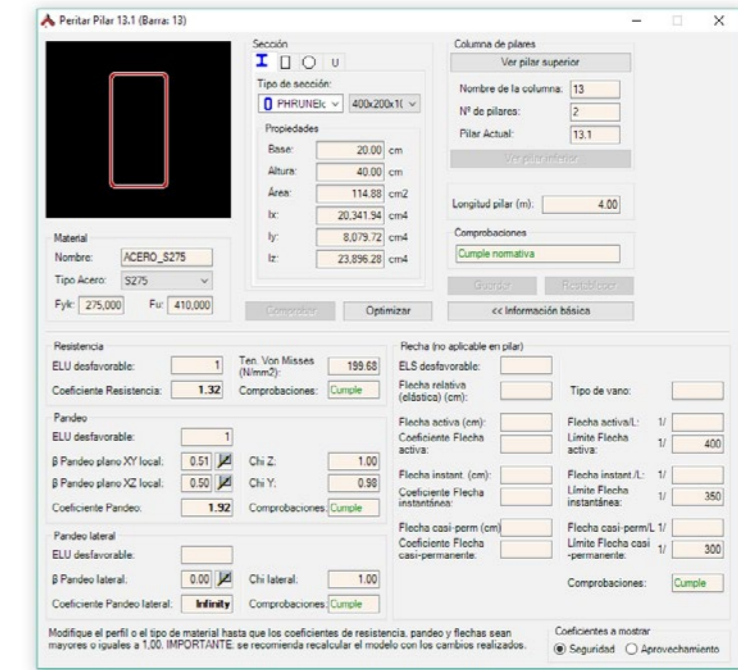 Peritar Pilar 13.1 (Barra: 13)
Sección
I U
Tipo de sección:
PHRUNEIc 400x200x1(
Propiedades
Base: 20.00 cm
Altura: 40.00 cm
Área: 114.88 cm2
Ix: 20,341.94 cm4
Iy: 8,079.72 cm4
Iz: 23,896.28 cm4
Material
Nombre: ACERO_S275
Tipo Acero: S275
Fyk: 275,000 Fu: 410,000
Comprobar Optimizar
Columna de pilares
Ver pilar superior
Nombre de la columna: 13
Nº de pilares: 2
Pilar Actual: 13.1
Ver pilar inferior
Longitud pilar (m): 4.00
Comprobaciones
Cumple normativa
Guardar Restablecer
<< Información básica
Resistencia
ELU desfavorable: 1 Ten. Von Misses (N/mm2): 199.68
Coeficiente Resistencia: 1.32 Comprobaciones: Cumple
Pandeo
ELU desfavorable: 1
β Pandeo plano XY local: 0.51 Chi Z: 1.00
β Pandeo plano XZ local: 0.50 Chi Y: 0.98
Coeficiente Pandeo: 1.92 Comprobaciones: Cumple
Pandeo lateral
ELU desfavorable:
β Pandeo lateral: 0.00 Chi lateral: 1.00
Coeficiente Pandeo lateral: Infinity Comprobaciones: Cumple
Flecha (no aplicable en pilar)
ELS desfavorable:
Flecha relativa (elástica) (cm): Tipo de vano:
Flecha activa (cm): Flecha activa/L: 1/
Coeficiente Flecha activa: Límite Flecha activa: 1/ 400
Flecha instant. (cm): Flecha instant./L: 1/
Coeficiente Flecha instantánea: Límite Flecha instantánea: 1/ 350
Flecha casi-perm (cm) Flecha casi-perm/L 1/
Coeficiente Flecha casi-permanente: Límite Flecha casi -permanente: 1/ 300
Comprobaciones: Cumple
Modifique el perfil o el tipo de material hasta que los coeficientes de resistencia, pandeo y flechas sean
mayores o iguales a 1,00. IMPORTANTE, se recomienda recalcular el modelo con los cambios realizados.
Coeficientes a mostrar
Seguridad Aprovechamiento